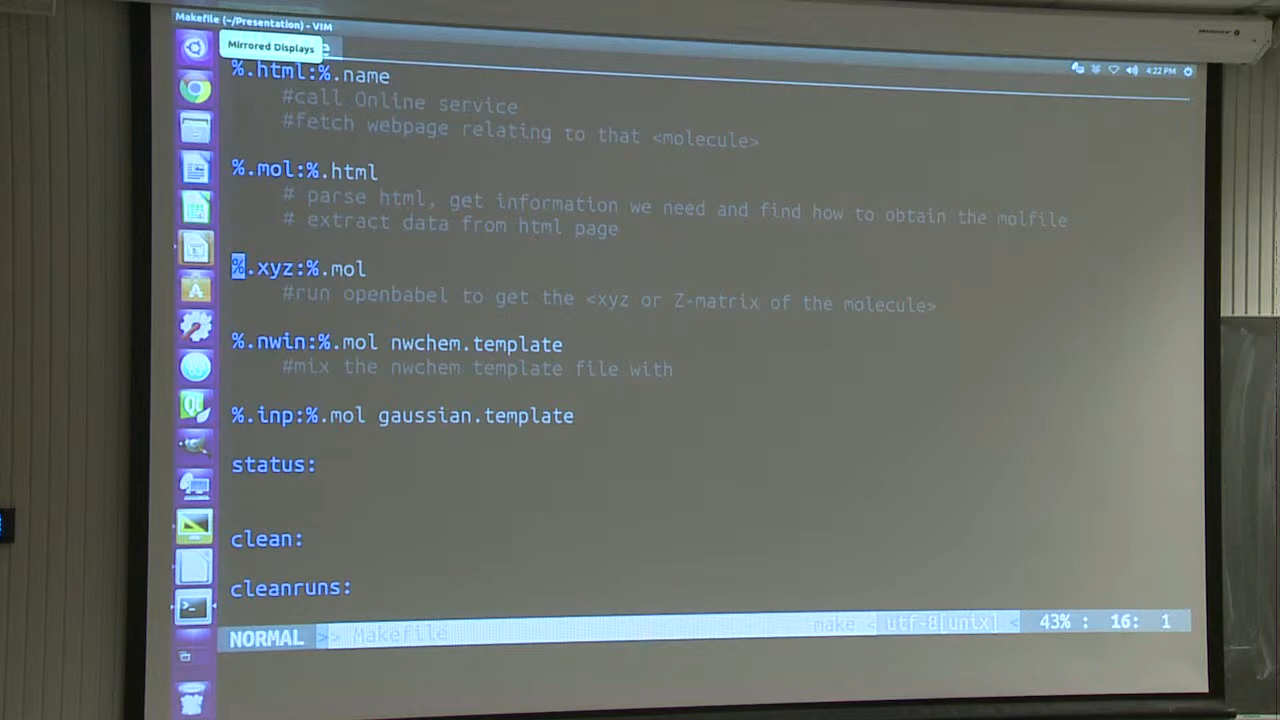 Makefile (~/Presentation) - VIM
Mirrored Displays
4:22 PM
%.html:%.name
#call Online service
#fetch webpage relating to that <molecule>
%.mol:%.html
# parse html, get information we need and find how to obtain the molfile
# extract data from html page
%.xyz:%.mol
#run openbabel to get the <xyz or Z-matrix of the molecule>
%.nwin:%.mol nwchem.template
#mix the nwchem template file with
%.inp:%.mol gaussian.template
status:
clean:
cleanruns:
NORMAL >> Makefile make < utf-8[unix] < 43% : 16: 1